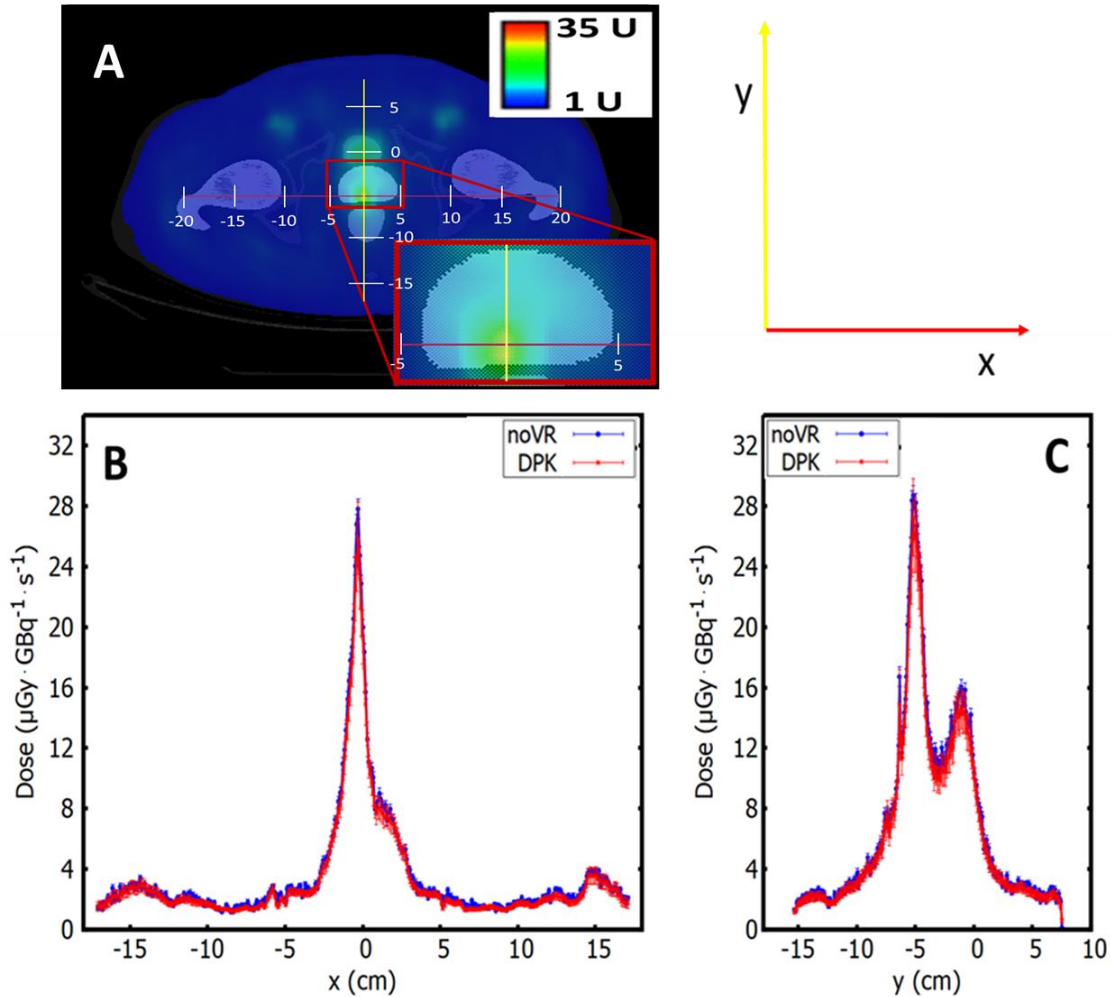 A
35 U
1 U
5
0
-20 -15 -10 -5 5 10 15 20
-10
-15
-5 5
y
x
B
noVR
DPK
32
28
24
20
16
12
8
4
0
Dose (µGy · GBq⁻¹ · s⁻¹)
-15 -10 -5 0 5 10 15
x (cm)
C
noVR
DPK
32
28
24
20
16
12
8
4
0
Dose (µGy · GBq⁻¹ · s⁻¹)
-15 -10 -5 0 5 10
y (cm)